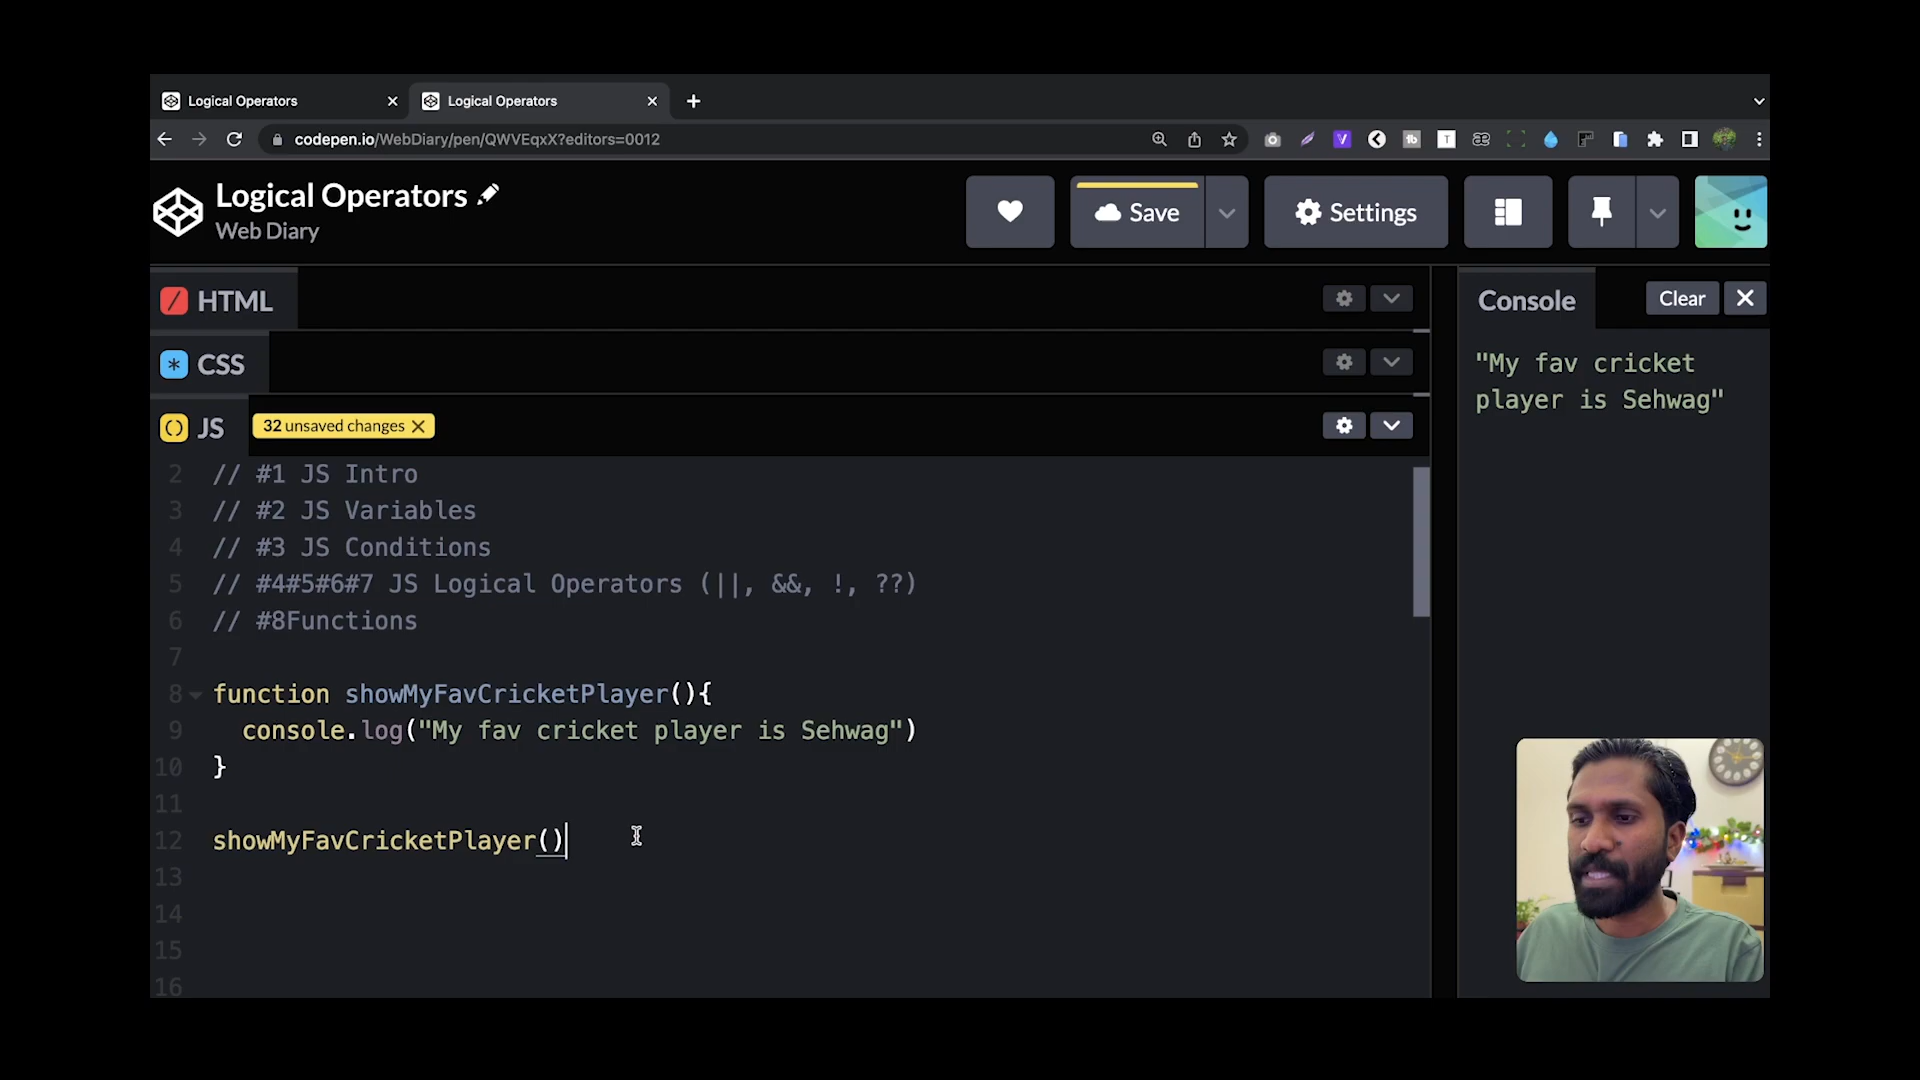 Logical Operators
Logical Operators
codepen.io/WebDiary/pen/QWVEqxX?editors=0012
Logical Operators
Web Diary
Save
Settings
HTML
CSS
JS
32 unsaved changes
2 // #1 JS Intro
3 // #2 JS Variables
4 // #3 JS Conditions
5 // #4#5#6#7 JS Logical Operators (||, &&, !, ??)
6 // #8Functions
7
8 function showMyFavCricketPlayer(){
9 console.log("My fav cricket player is Sehwag")
10 }
11
12 showMyFavCricketPlayer()
13
14
15
16
Console
Clear
"My fav cricket
player is Sehwag"